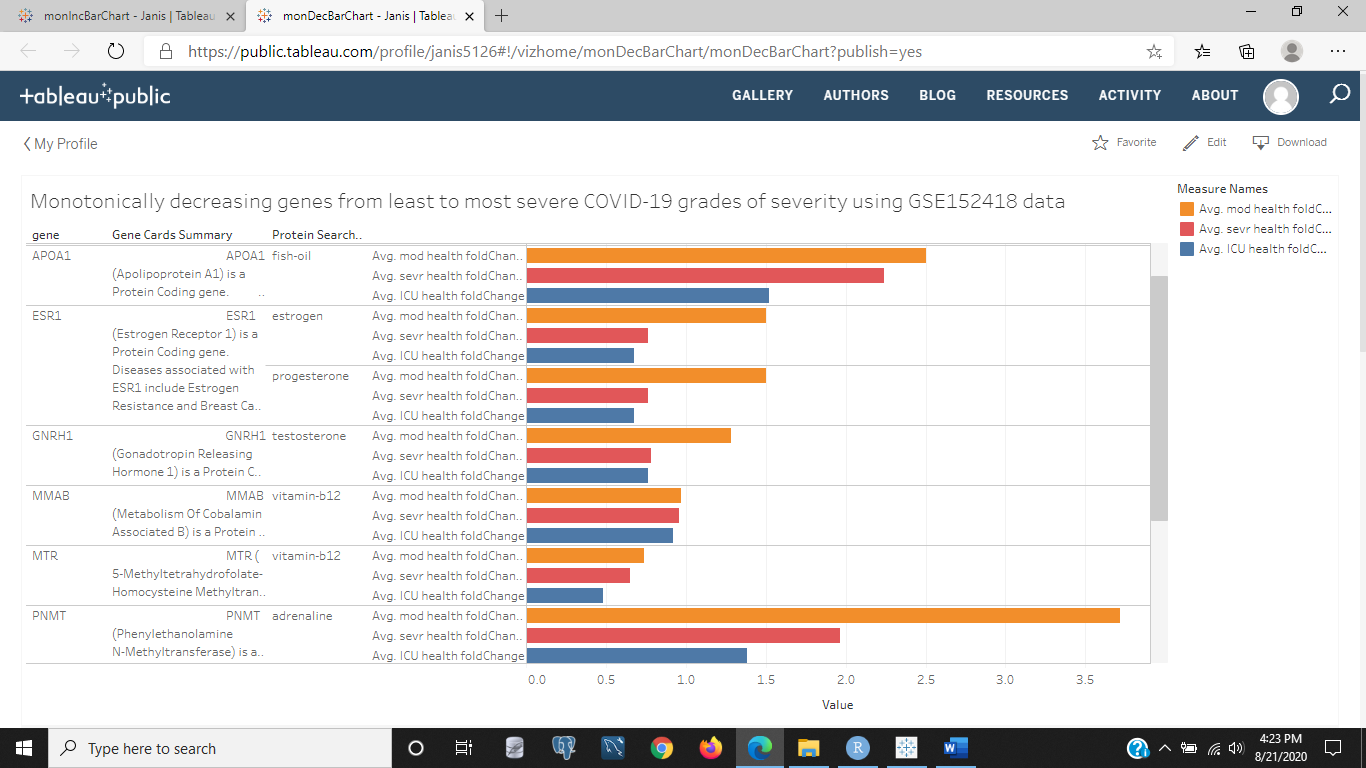 monIncBarChart - Janis | Tableau
monDecBarChart - Janis | Tableau
https://public.tableau.com/profile/janis5126#!/vizhome/monDecBarChart/monDecBarChart?publish=yes
+ableau public
GALLERY AUTHORS BLOG RESOURCES ACTIVITY ABOUT
My Profile
Favorite Edit Download
Monotonically decreasing genes from least to most severe COVID-19 grades of severity using GSE152418 data
Measure Names
Avg. mod health foldC...
Avg. sevr health foldC...
Avg. ICU health foldC...
gene Gene Cards Summary Protein Search..
APOA1 APOA1 fish-oil Avg. mod health foldChan..
(Apolipoprotein A1) is a Avg. sevr health foldChan..
Protein Coding gene. .. Avg. ICU health foldChange
ESR1 ESR1 estrogen Avg. mod health foldChan..
(Estrogen Receptor 1) is a Avg. sevr health foldChan..
Protein Coding gene. Avg. ICU health foldChange
Diseases associated with progesterone Avg. mod health foldChan..
ESR1 include Estrogen Avg. sevr health foldChan..
Resistance and Breast Ca.. Avg. ICU health foldChange
GNRH1 GNRH1 testosterone Avg. mod health foldChan..
(Gonadotropin Releasing Avg. sevr health foldChan..
Hormone 1) is a Protein C.. Avg. ICU health foldChange
MMAB MMAB vitamin-b12 Avg. mod health foldChan..
(Metabolism Of Cobalamin Avg. sevr health foldChan..
Associated B) is a Protein .. Avg. ICU health foldChange
MTR MTR ( vitamin-b12 Avg. mod health foldChan..
5-Methyltetrahydrofolate- Avg. sevr health foldChan..
Homocysteine Methyltran.. Avg. ICU health foldChange
PNMT PNMT adrenaline Avg. mod health foldChan..
(Phenylethanolamine Avg. sevr health foldChan..
N-Methyltransferase) is a.. Avg. ICU health foldChange
0.0 0.5 1.0 1.5 2.0 2.5 3.0 3.5
Value
Type here to search
4:23 PM
8/21/2020